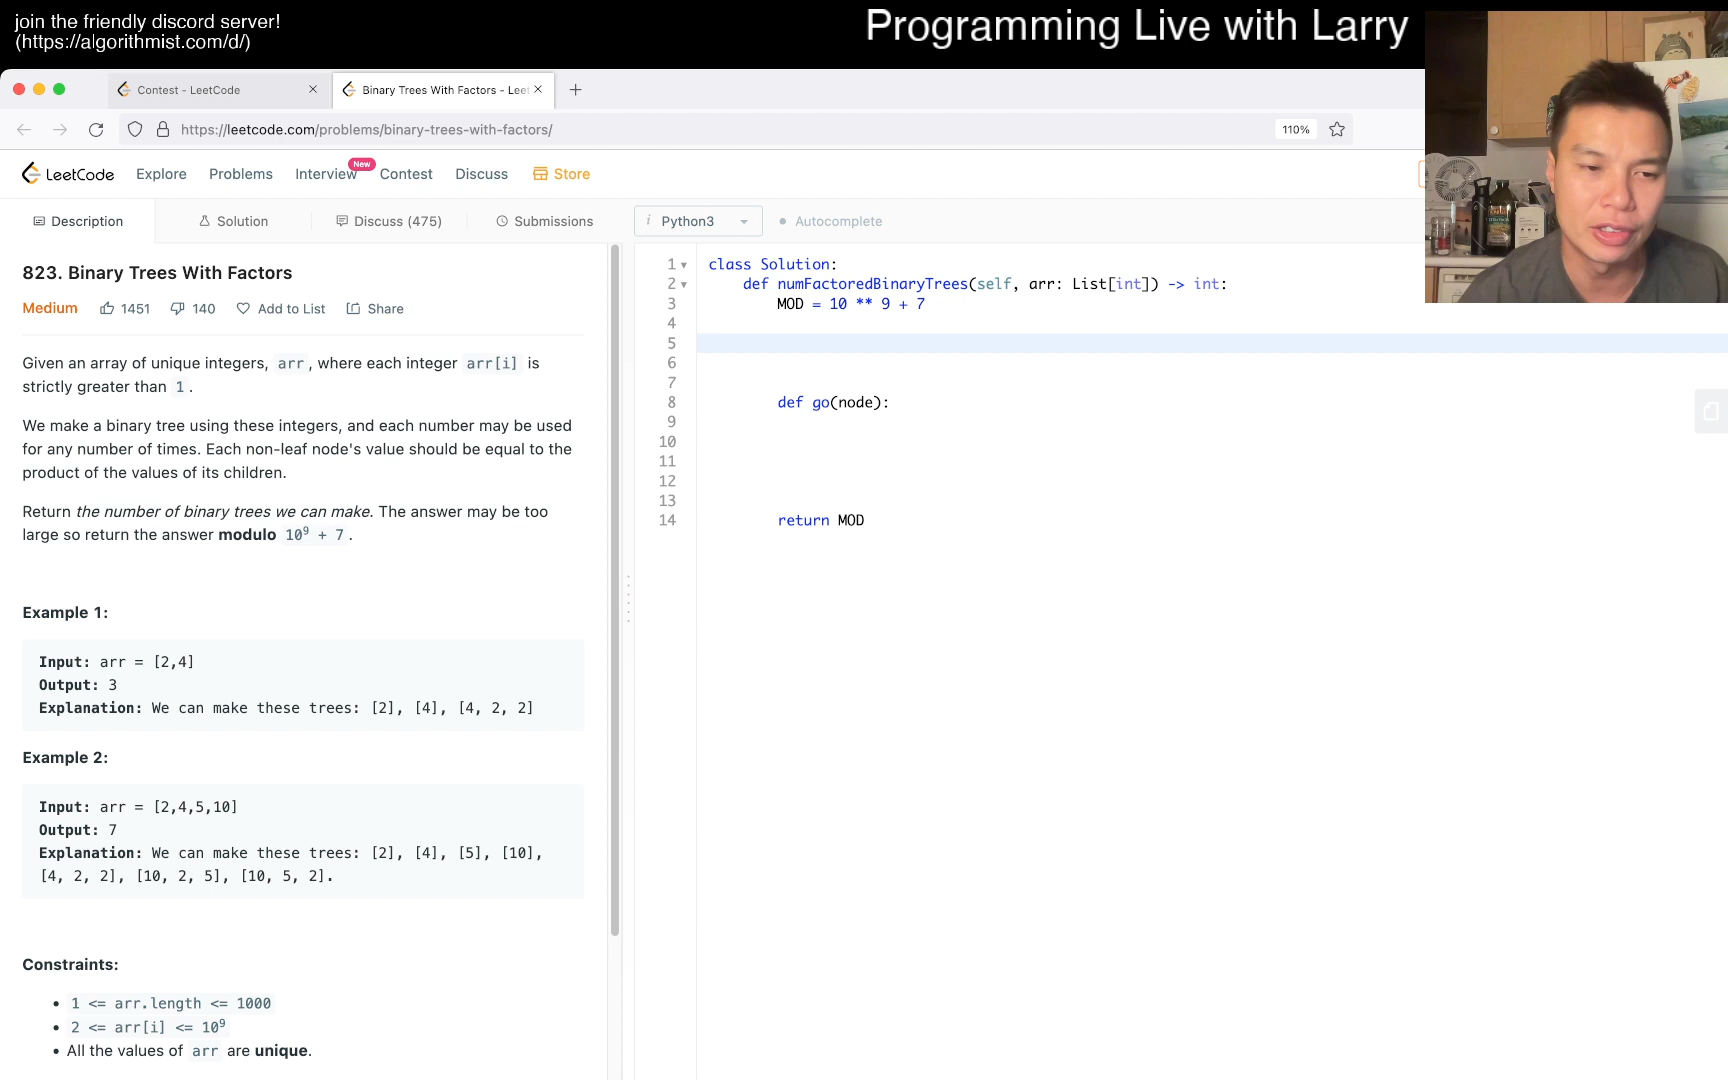 join the friendly discord server!
(https://algorithmist.com/d/)
Programming Live with Larry
Contest - LeetCode
Binary Trees With Factors - Leet
https://leetcode.com/problems/binary-trees-with-factors/
110%
LeetCode
Explore
Problems
Interview
New
Contest
Discuss
Store
Description
Solution
Discuss (475)
Submissions
i Python3
Autocomplete
823. Binary Trees With Factors
Medium
1451
140
Add to List
Share
Given an array of unique integers, arr, where each integer arr[i] is
strictly greater than 1.
We make a binary tree using these integers, and each number may be used
for any number of times. Each non-leaf node's value should be equal to the
product of the values of its children.
Return the number of binary trees we can make. The answer may be too
large so return the answer modulo 10⁹ + 7.
Example 1:
Input: arr = [2,4]
Output: 3
Explanation: We can make these trees: [2], [4], [4, 2, 2]
Example 2:
Input: arr = [2,4,5,10]
Output: 7
Explanation: We can make these trees: [2], [4], [5], [10],
[4, 2, 2], [10, 2, 5], [10, 5, 2].
Constraints:
• 1 <= arr.length <= 1000
• 2 <= arr[i] <= 10⁹
• All the values of arr are unique.
1 class Solution:
2 def numFactoredBinaryTrees(self, arr: List[int]) -> int:
3 MOD = 10 ** 9 + 7
4
5
6
7
8 def go(node):
9
10
11
12
13
14 return MOD